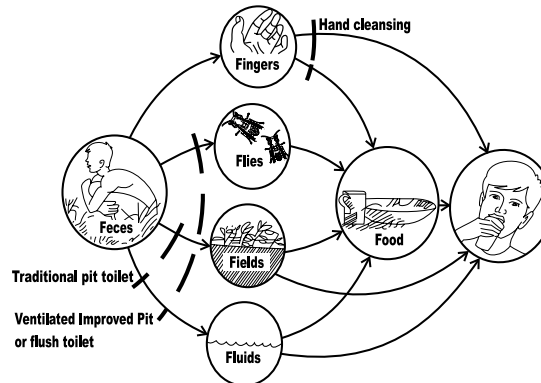 Hand cleansing
Fingers
Flies
Feces
Food
Fields
Traditional pit toilet
Ventilated Improved Pit
or flush toilet
Fluids